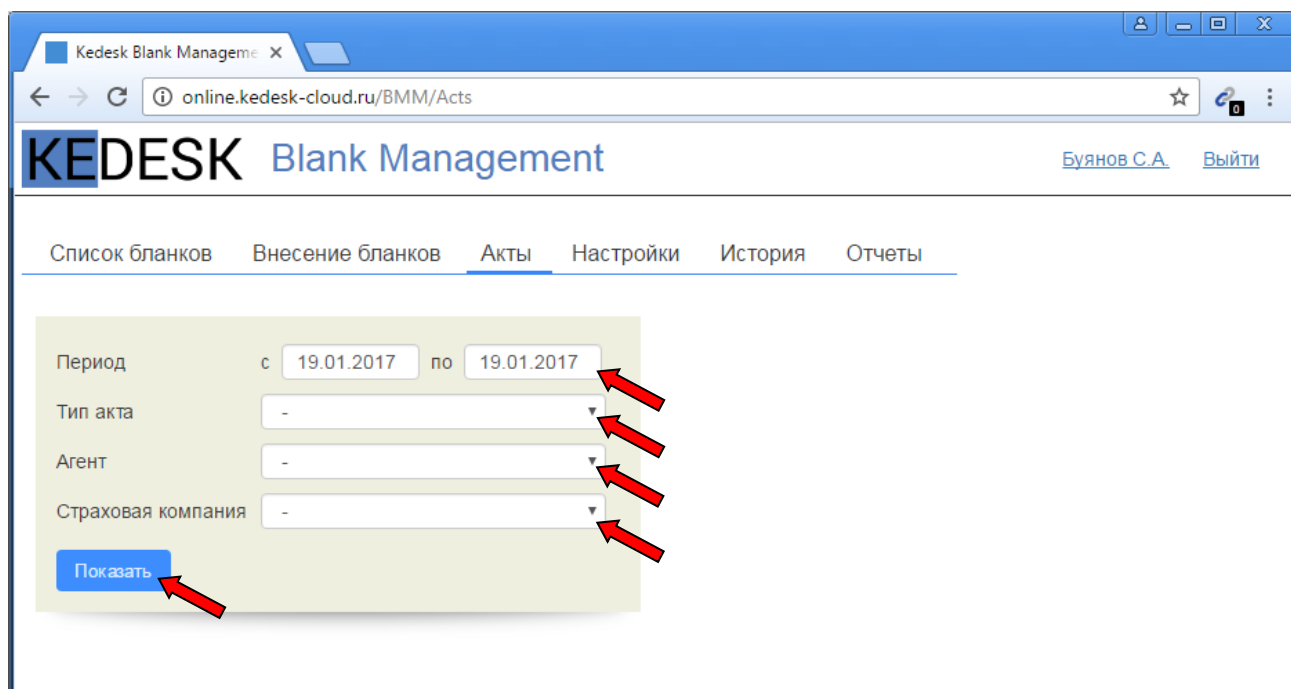 Kedesk Blank Manageme
online.kedesk-cloud.ru/BMM/Acts
0
KEDESK Blank Management Буянов С.А. Выйти
Список бланков Внесение бланков Акты Настройки История Отчеты
Период с 19.01.2017 по 19.01.2017
Тип акта -
Агент -
Страховая компания -
Показать